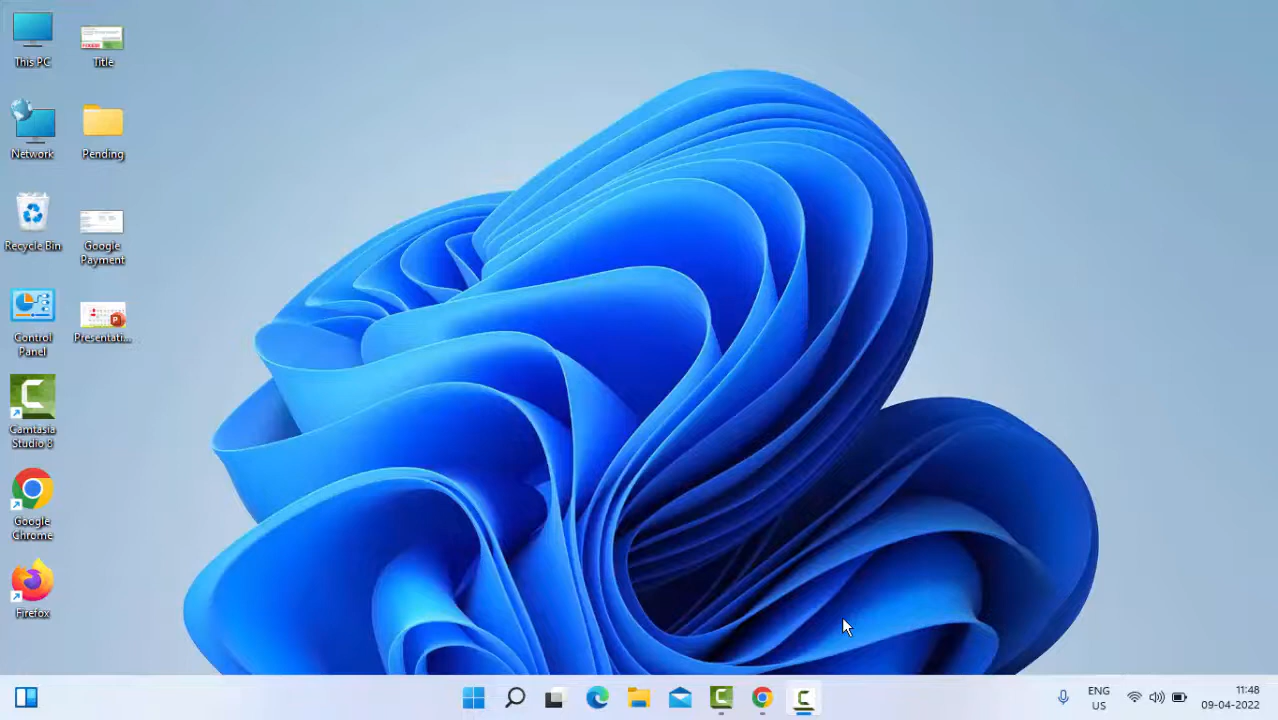 This PC
Title
Network
Pending
Recycle Bin
Google
Payment
Control
Panel
Presentati...
Camtasia
Studio 8
Google
Chrome
Firefox
ENG
US
11:48
09-04-2022